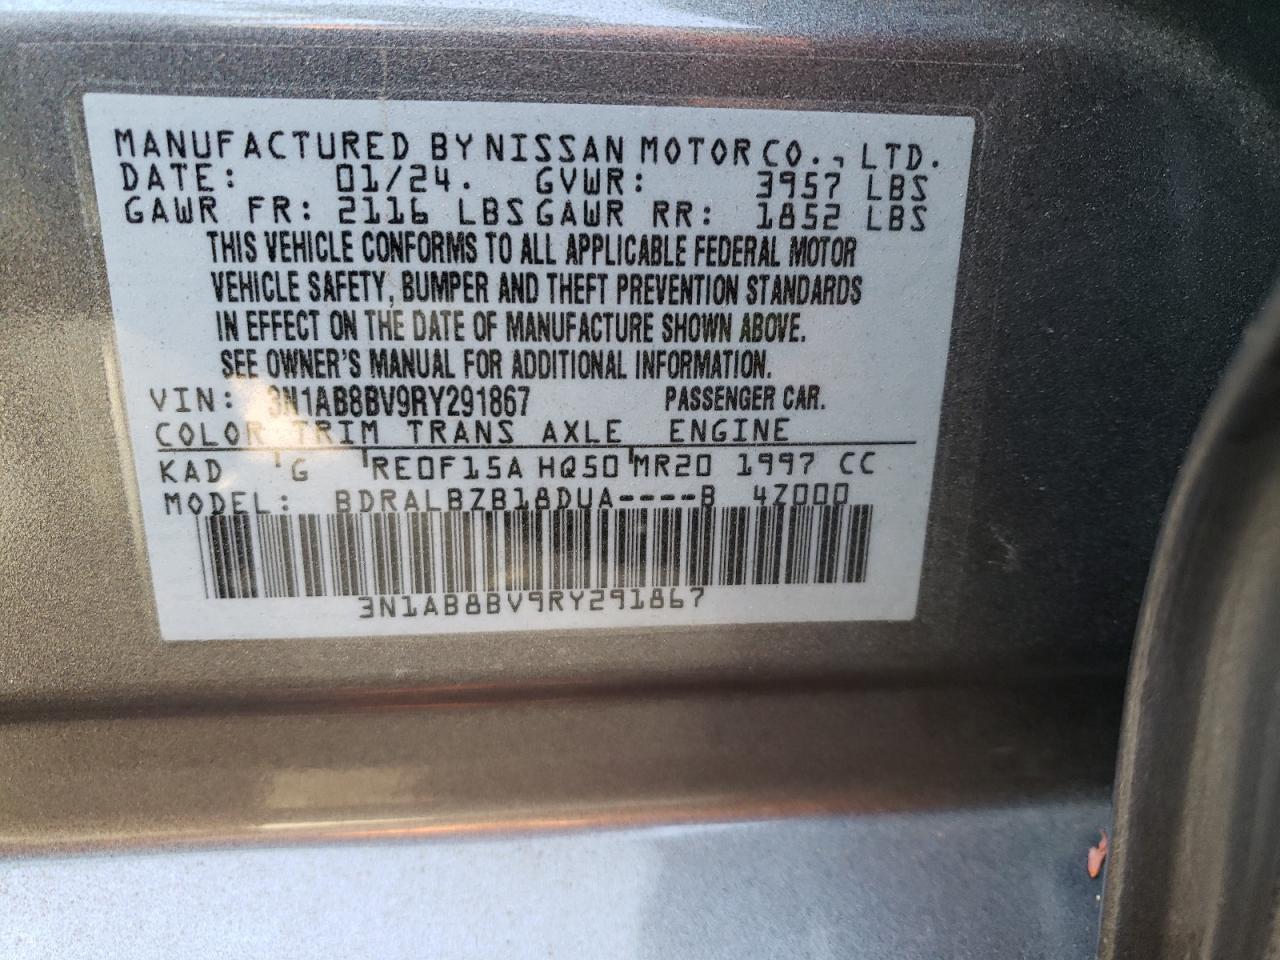 MANUFACTURED BY NISSAN MOTOR CO., LTD.
DATE: 01/24. GVWR: 3957 LBS
GAWR FR: 2116 LBS GAWR RR: 1852 LBS
THIS VEHICLE CONFORMS TO ALL APPLICABLE FEDERAL MOTOR
VEHICLE SAFETY, BUMPER AND THEFT PREVENTION STANDARDS
IN EFFECT ON THE DATE OF MANUFACTURE SHOWN ABOVE.
SEE OWNER'S MANUAL FOR ADDITIONAL INFORMATION.
VIN: 3N1AB8BV9RY291867 PASSENGER CAR.
COLOR TRIM TRANS AXLE ENGINE
KAD G RE0F15A HQ50 MR20 1997 CC
MODEL: BDRALBZB18DUA----B 4Z000
3N1AB8BV9RY291867